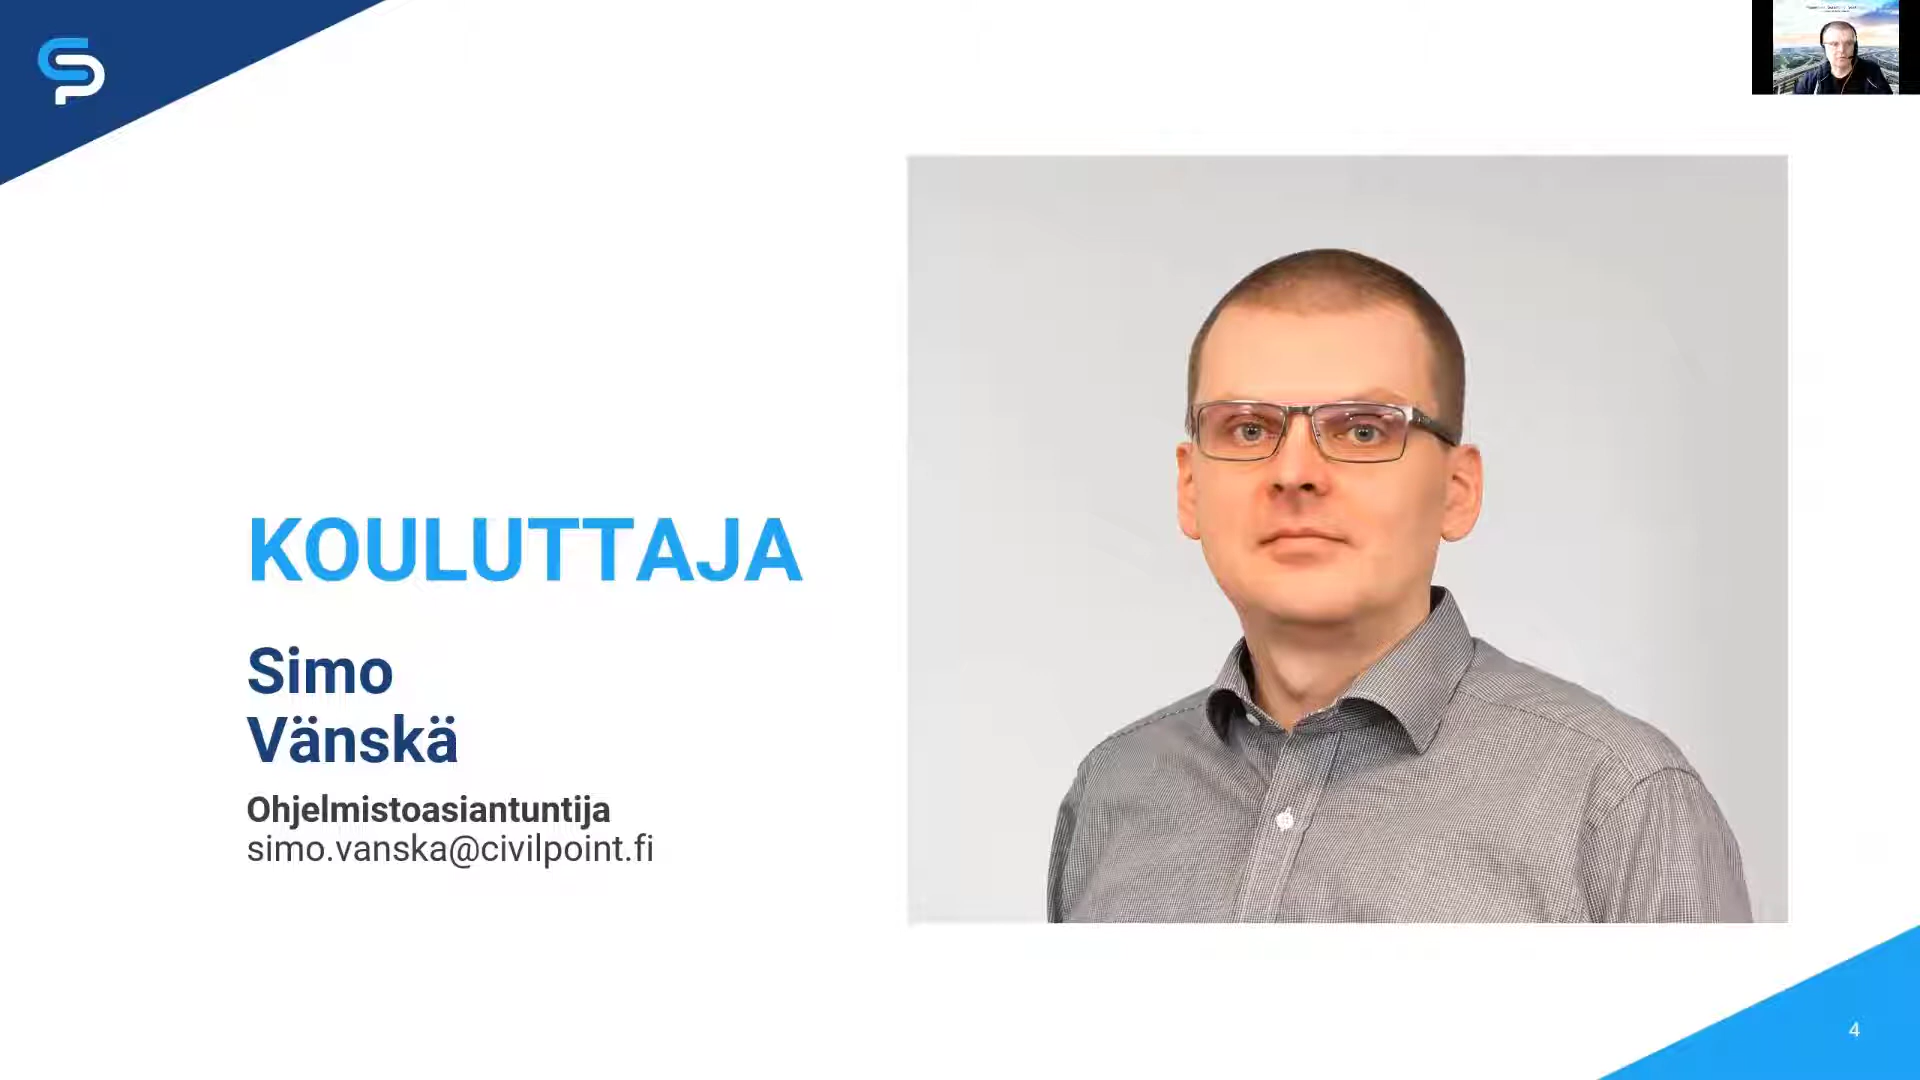 KOULUTTAJA
Simo
Vänskä
Ohjelmistoasiantuntija
simo.vanska@civilpoint.fi
4